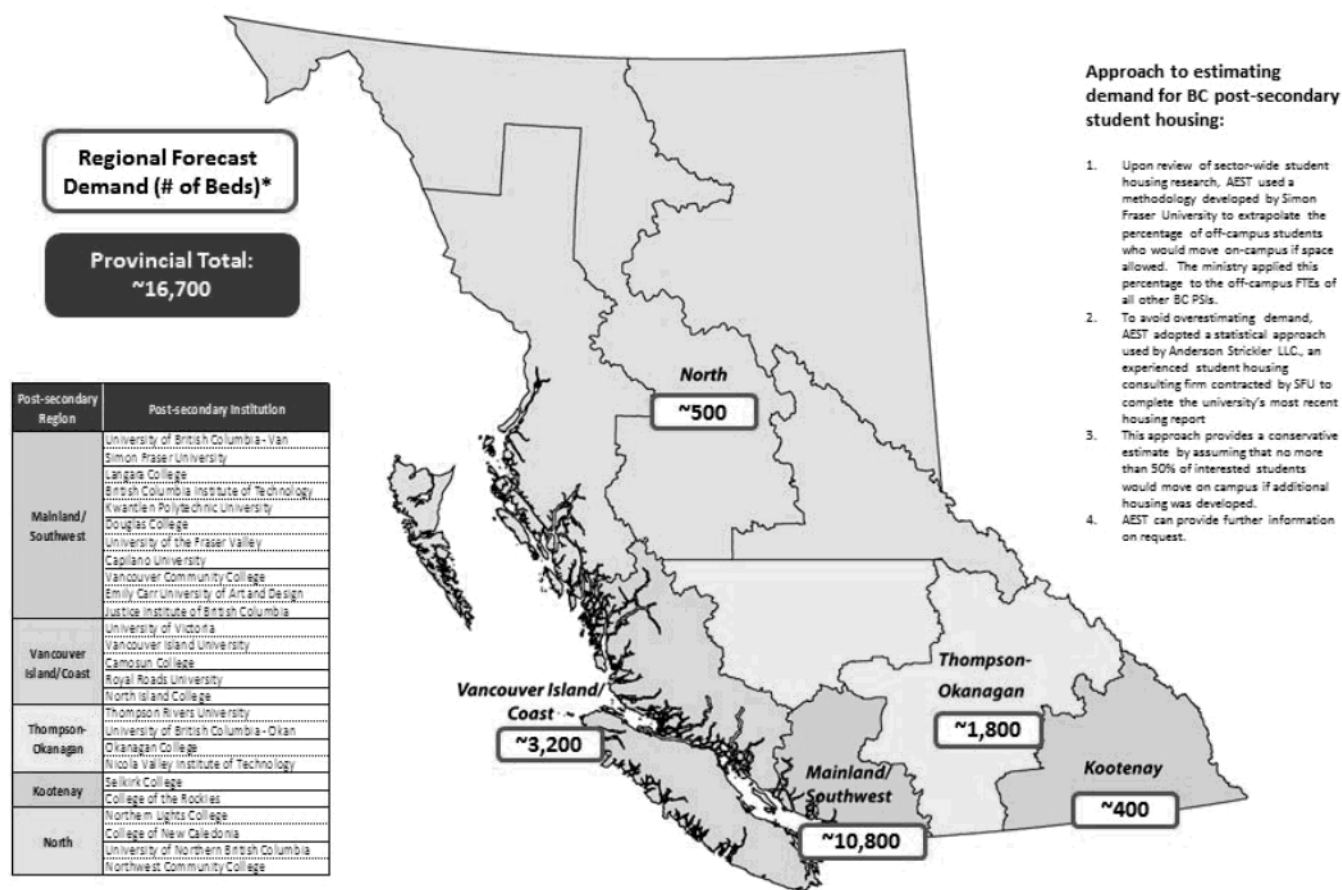 Regional Forecast
Demand (# of Beds)*
Provincial Total:
~16,700
Post-secondary
Region
Post-secondary Institution
Mainland/
Southwest
University of British Columbia - Van
Simon Fraser University
Langara College
British Columbia Institute of Technology
Kwantlen Polytechnic University
Douglas College
University of the Fraser Valley
Capilano University
Vancouver Community College
Emily Carr University of Art and Design
Justice Institute of British Columbia
Vancouver
Island/Coast
University of Victoria
Vancouver Island University
Camosun College
Royal Roads University
North Island College
Thompson-
Okanagan
Thompson Rivers University
University of British Columbia - Okan
Okanagan College
Nicola Valley Institute of Technology
Kootenay
Selkirk College
College of the Rockies
North
Northern Lights College
College of New Caledonia
University of Northern British Columbia
Northwest Community College
North
~500
Vancouver Island/
Coast
~3,200
Mainland/
Southwest
~10,800
Thompson-
Okanagan
~1,800
Kootenay
~400
Approach to estimating
demand for BC post-secondary
student housing:
1. Upon review of sector-wide student
housing research, AEST used a
methodology developed by Simon
Fraser University to extrapolate the
percentage of off-campus students
who would move on-campus if space
allowed. The ministry applied this
percentage to the off-campus FTEs of
all other BC PSIs.
2. To avoid overestimating demand,
AEST adopted a statistical approach
used by Anderson Strickler LLC., an
experienced student housing
consulting firm contracted by SFU to
complete the university's most recent
housing report
3. This approach provides a conservative
estimate by assuming that no more
than 50% of interested students
would move on campus if additional
housing was developed.
4. AEST can provide further information
on request.